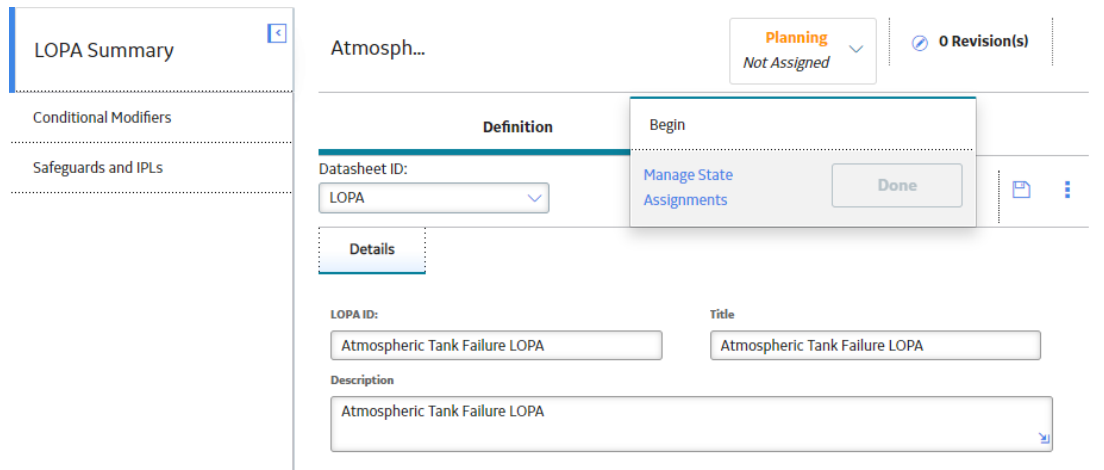 LOPA Summary
Conditional Modifiers
Safeguards and IPLs
Atmosph...
Planning
Not Assigned
0 Revision(s)
Definition
Begin
Manage State
Assignments
Done
Datasheet ID:
LOPA
Details
LOPA ID:
Title
Atmospheric Tank Failure LOPA
Atmospheric Tank Failure LOPA
Description
Atmospheric Tank Failure LOPA